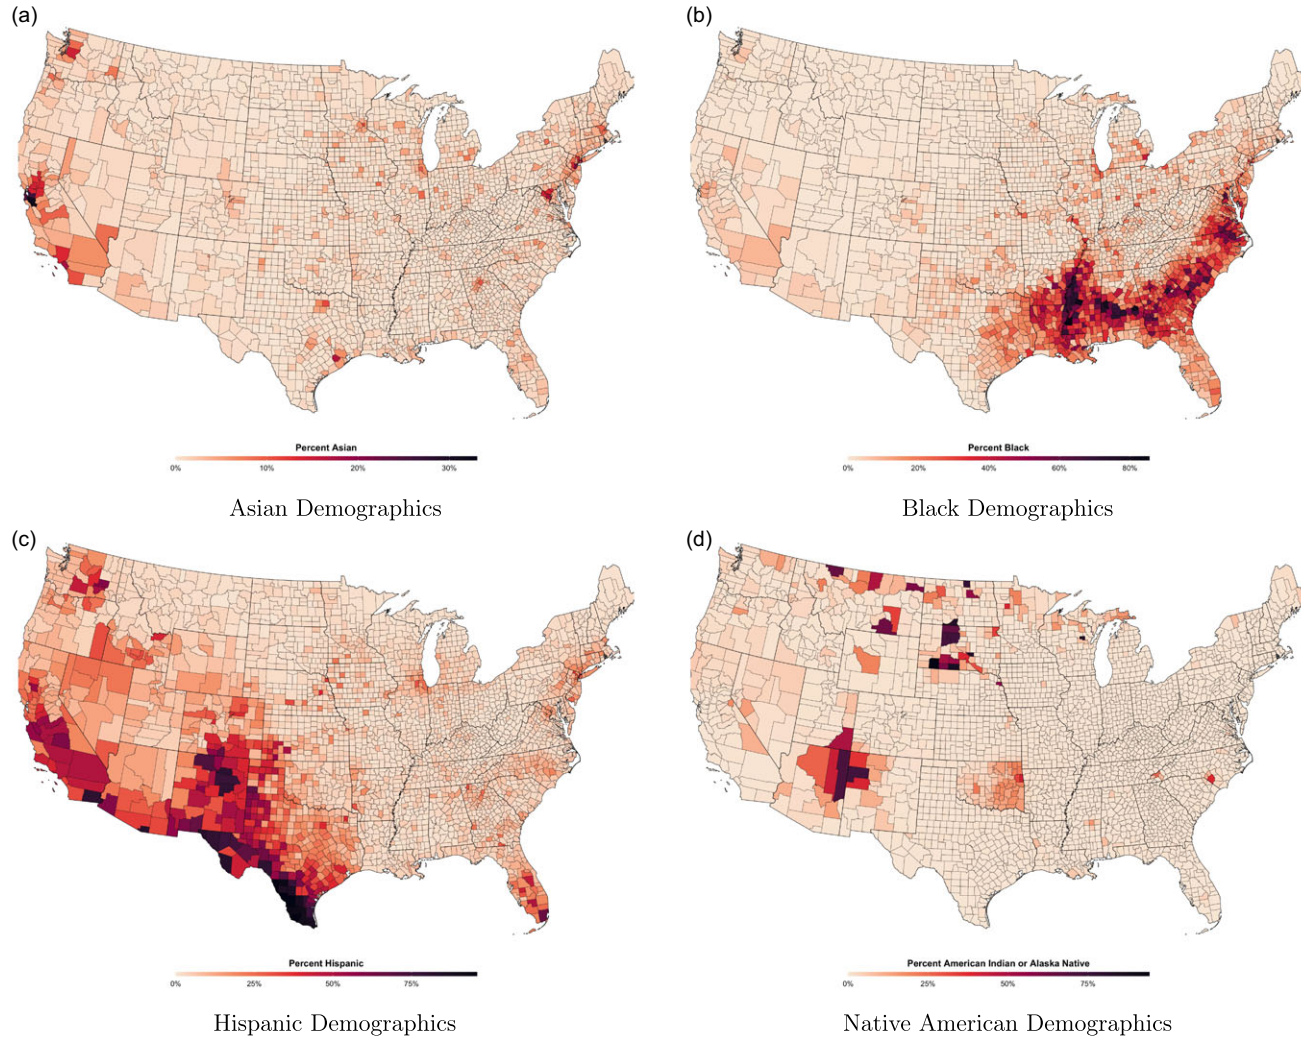 (a)
(b)
Percent Asian
0% 10% 20% 30%
Percent Black
0% 20% 40% 60% 80%
Asian Demographics
Black Demographics
(c)
(d)
Percent Hispanic
0% 25% 50% 75%
Percent American Indian or Alaska Native
0% 25% 50% 75%
Hispanic Demographics
Native American Demographics